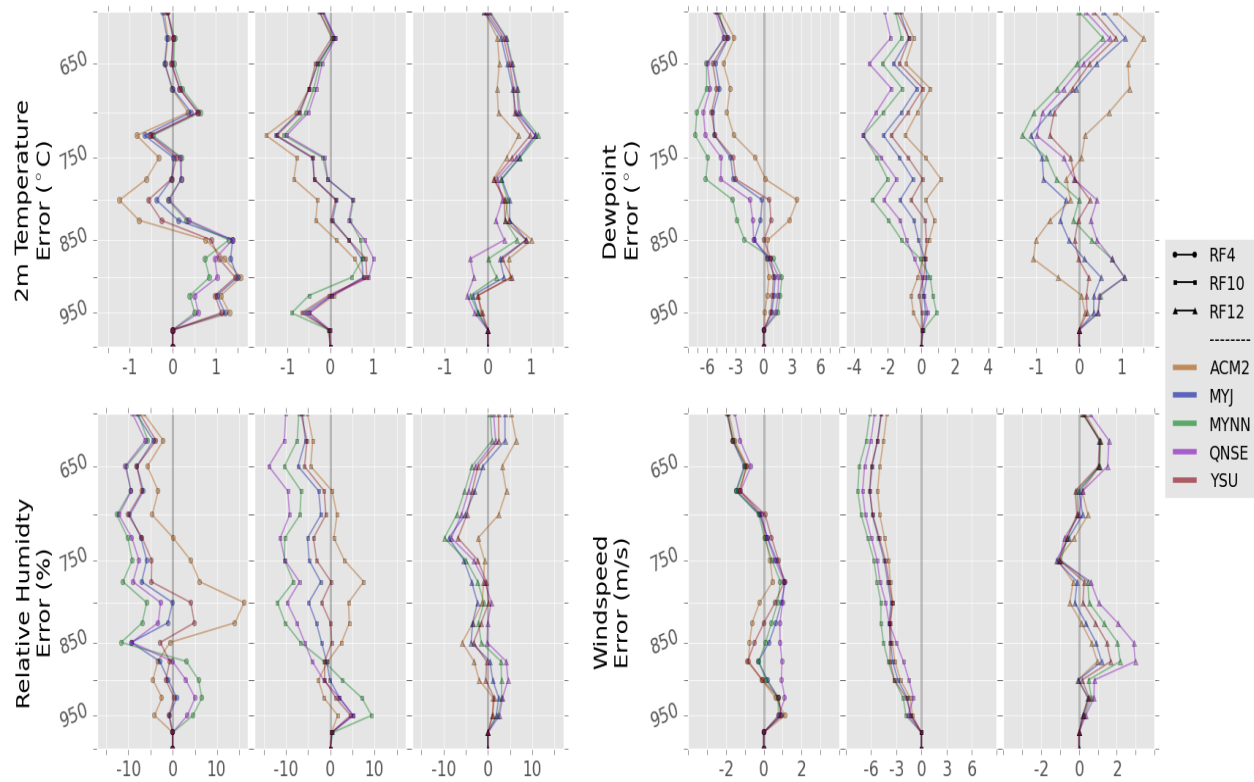 2m Temperature
Error (°C)
650
750
850
950
-1 0 1
-1 0 1
-1 0 1
Dewpoint
Error (°C)
650
750
850
950
-6 -3 0 3
-4 -2 0 2 4
-1 0 1
RF4
RF10
RF12
--------
ACM2
MYJ
MYNN
QNSE
YSU
Relative Humidty
Error (%)
650
750
850
950
-10 0 10
-10 0 10
-10 0 10
Windspeed
Error (m/s)
650
750
850
950
-2 0 2
-6 -3 0 3 6
-2 0 2